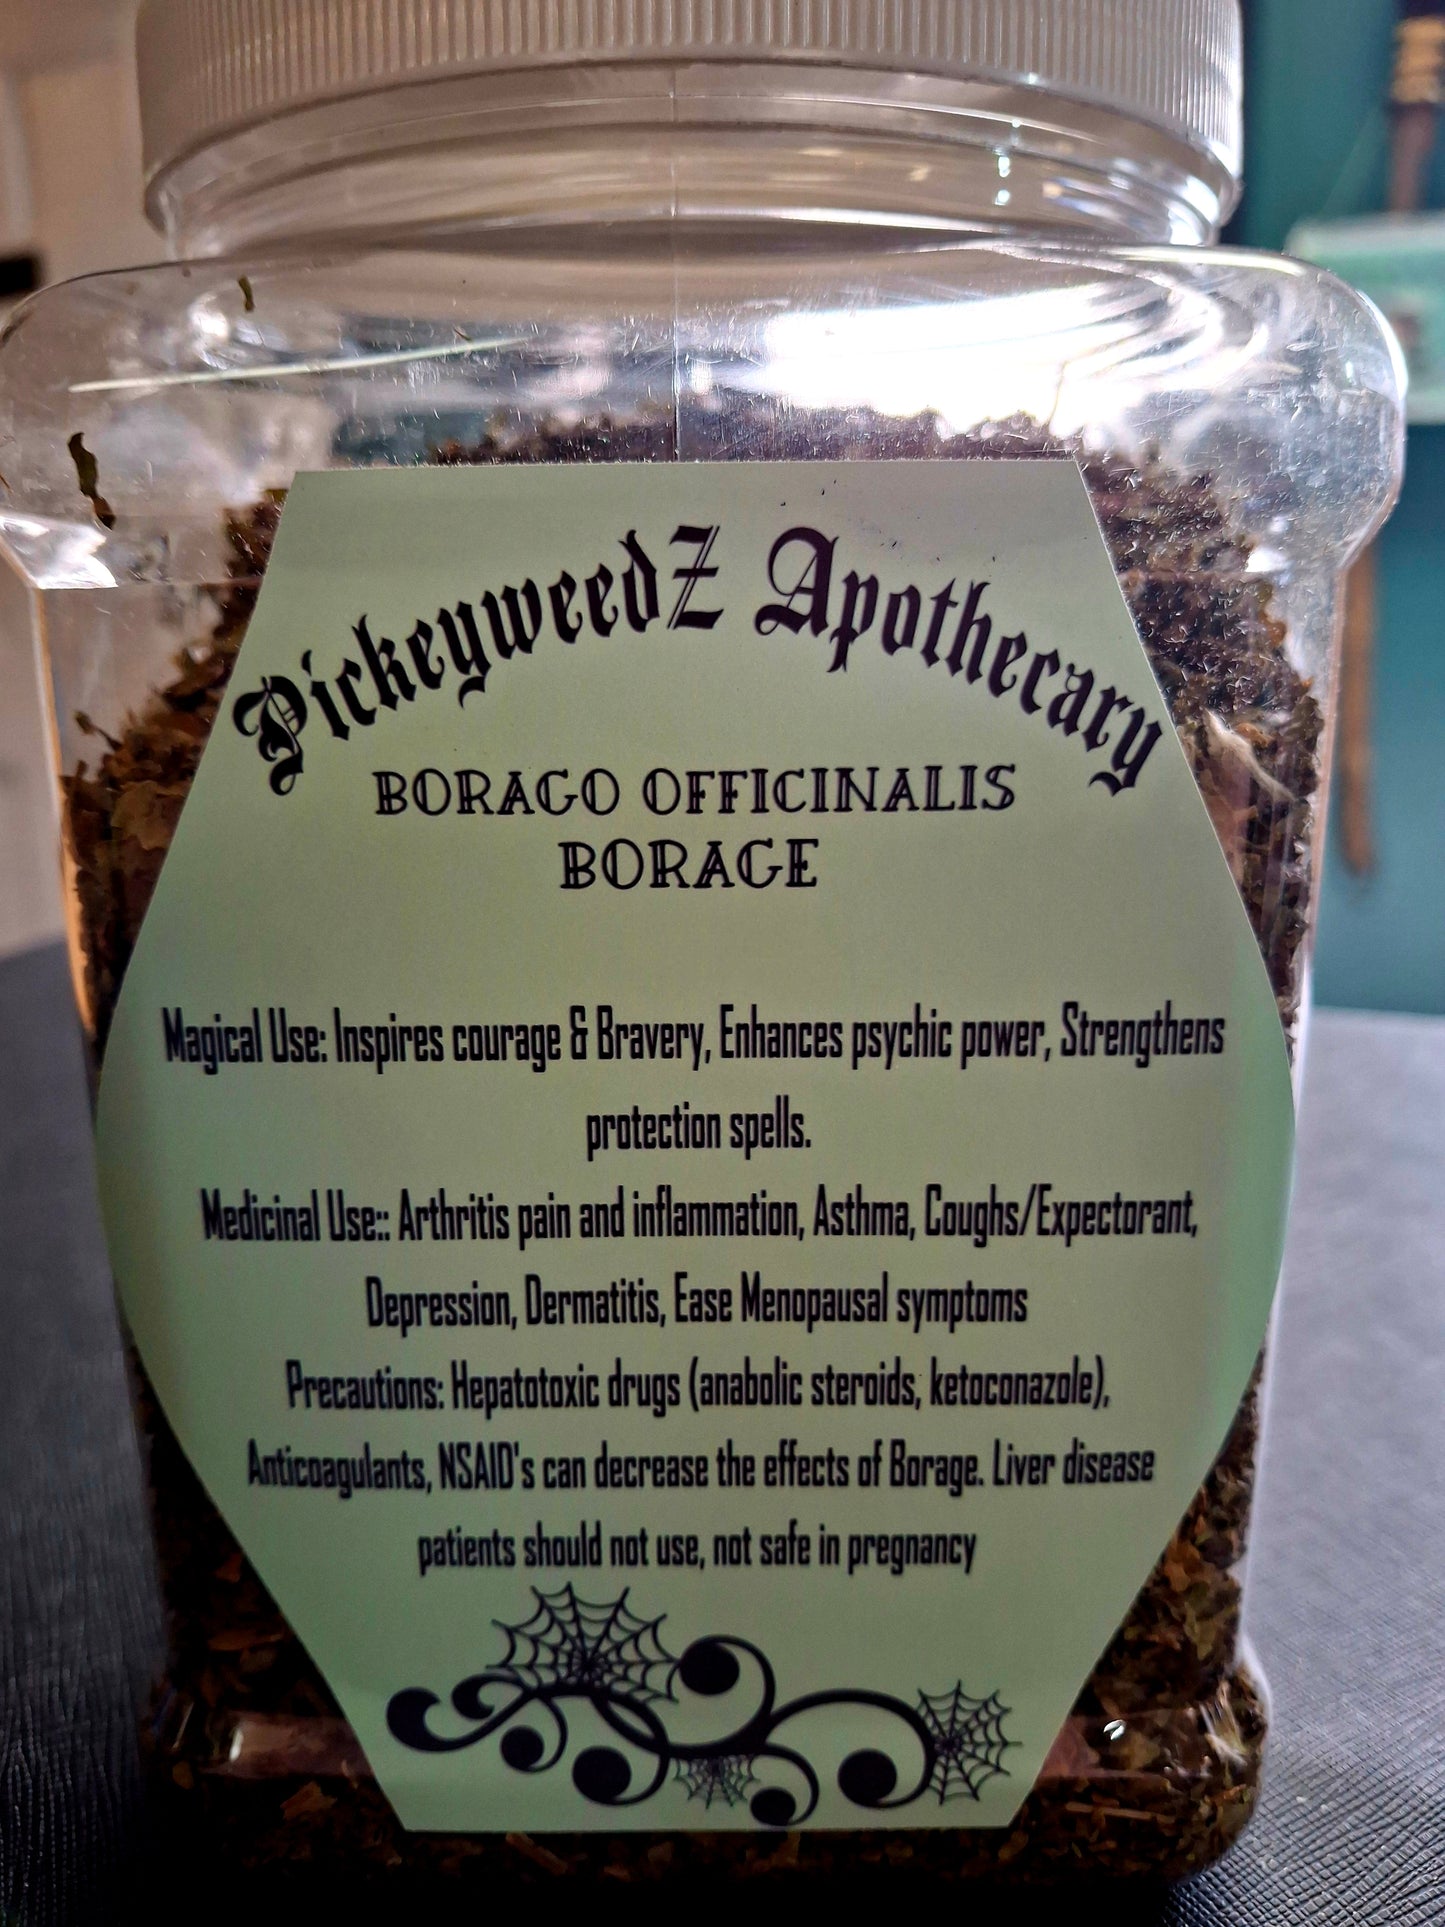 PickeyweedZ Apothecary
BORAGO OFFICINALIS
BORAGE
Magical Use: Inspires courage & Bravery, Enhances psychic power, Strengthens
protection spells.
Medicinal Use:: Arthritis pain and inflammation, Asthma, Coughs/Expectorant,
Depression, Dermatitis, Ease Menopausal symptoms
Precautions: Hepatotoxic drugs (anabolic steroids, ketoconazole),
Anticoagulants, NSAID's can decrease the effects of Borage. Liver disease
patients should not use, not safe in pregnancy